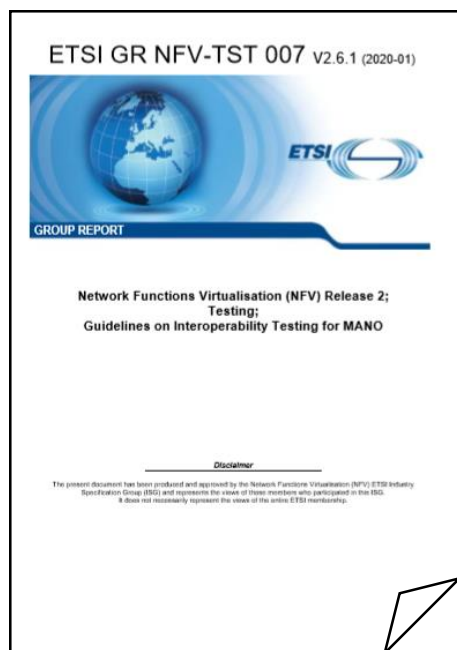 ETSI GR NFV-TST 007 V2.6.1 (2020-01)
ETSI
GROUP REPORT
Network Functions Virtualisation (NFV) Release 2;
Testing;
Guidelines on Interoperability Testing for MANO
Disclaimer
The present document has been produced and approved by the Network Functions Virtualisation (NFV) ETSI Industry
Specification Group (ISG) and represents the views of those members who participated in this ISG.
It does not necessarily represent the views of the entire ETSI membership.